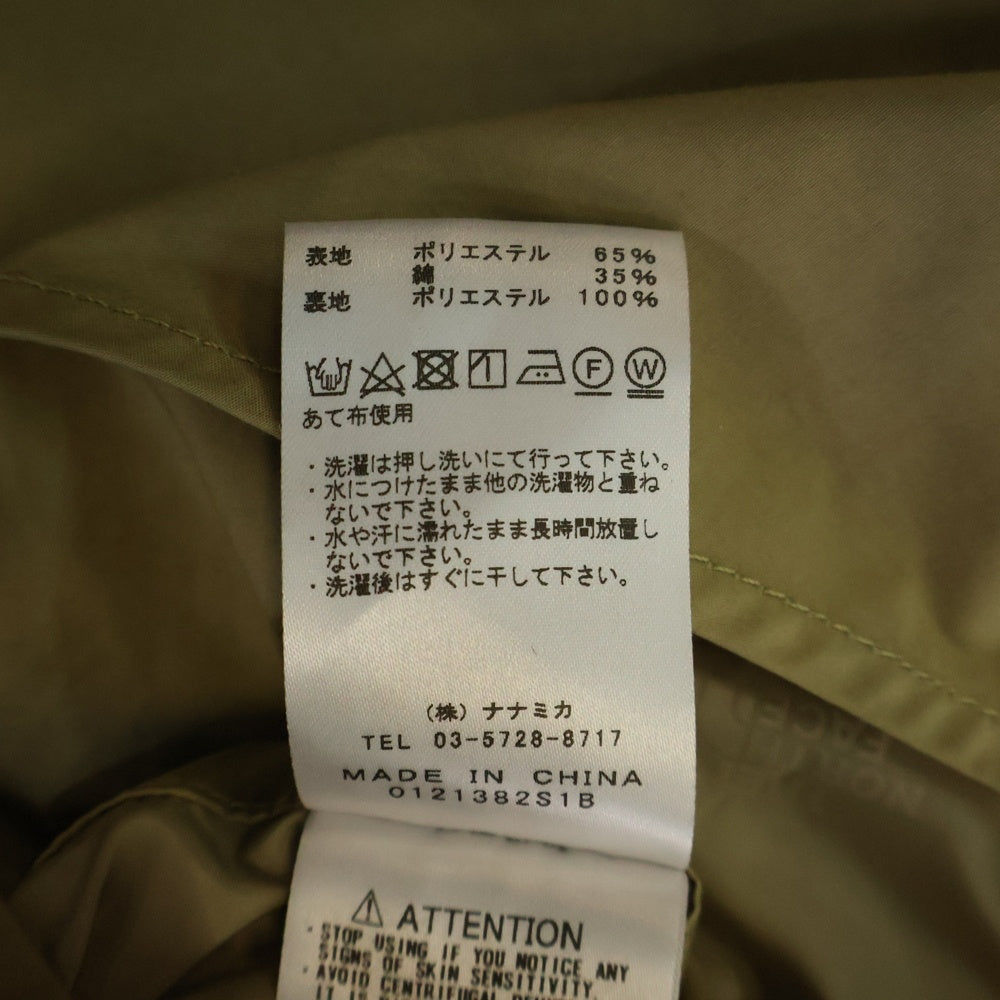 表地 ポリエステル 65%
綿 35%
裏地 ポリエステル 100%
F W
あて布使用
・洗濯は押し洗いにて行って下さい。
・水につけたまま他の洗濯物と重ね
ないで下さい。
・水や汗に濡れたまま長時間放置し
ないで下さい。
・洗濯後はすぐに干して下さい。
(株)ナナミカ
TEL 03-5728-8717
MADE IN CHINA
0121382S1B
ATTENTION
・STOP USING IF YOU NOTICE ANY
SIGNS OF SKIN SENSITIVITY.
・AVOID CENTRIFUGAL
IT IS